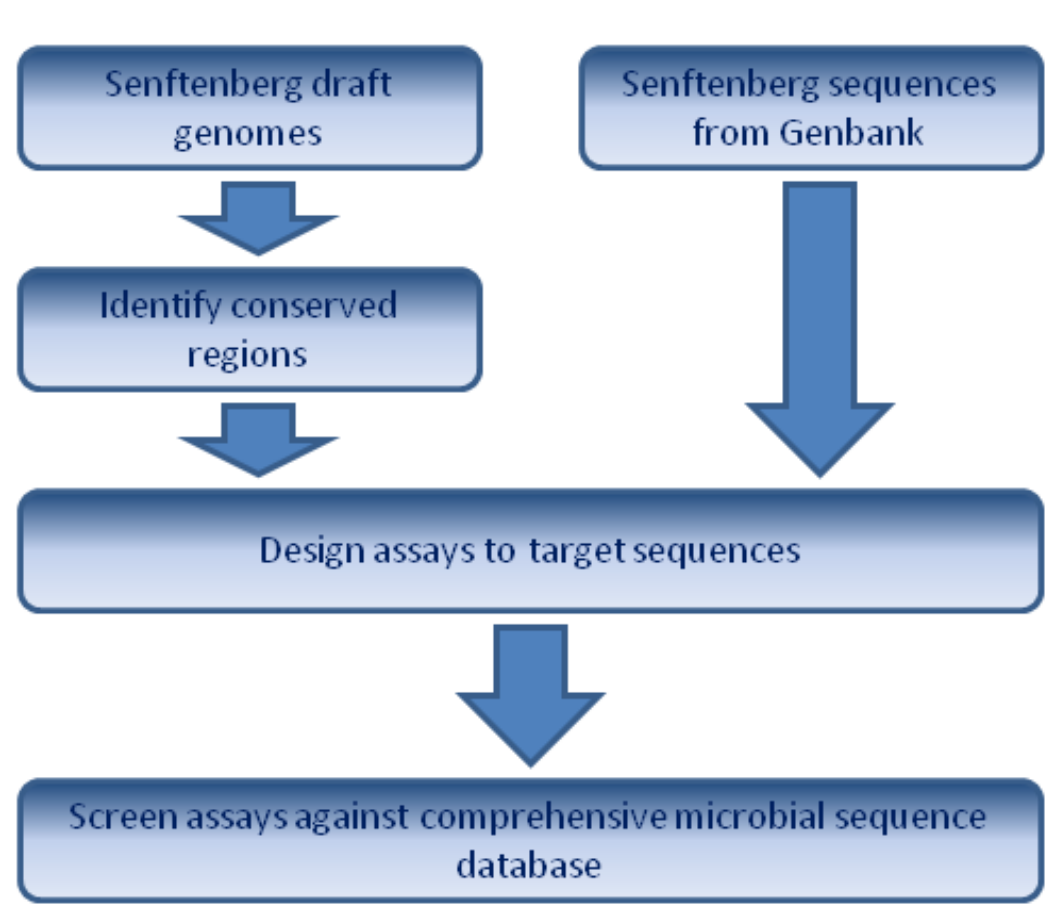 Senftenberg draft
genomes
Senftenberg sequences
from Genbank
Identify conserved
regions
Design assays to target sequences
Screen assays against comprehensive microbial sequence
database